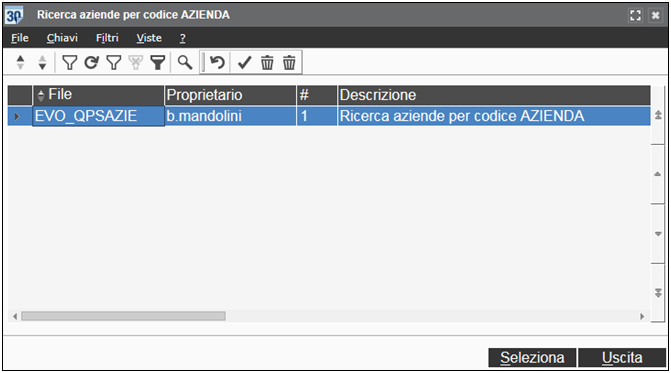 30 Ricerca aziende per codice AZIENDA
File Chiavi Filtri Viste ?
File Proprietario # Descrizione
EVO_QPSAZIE b.mandolini 1 Ricerca aziende per codice AZIENDA
Seleziona Uscita